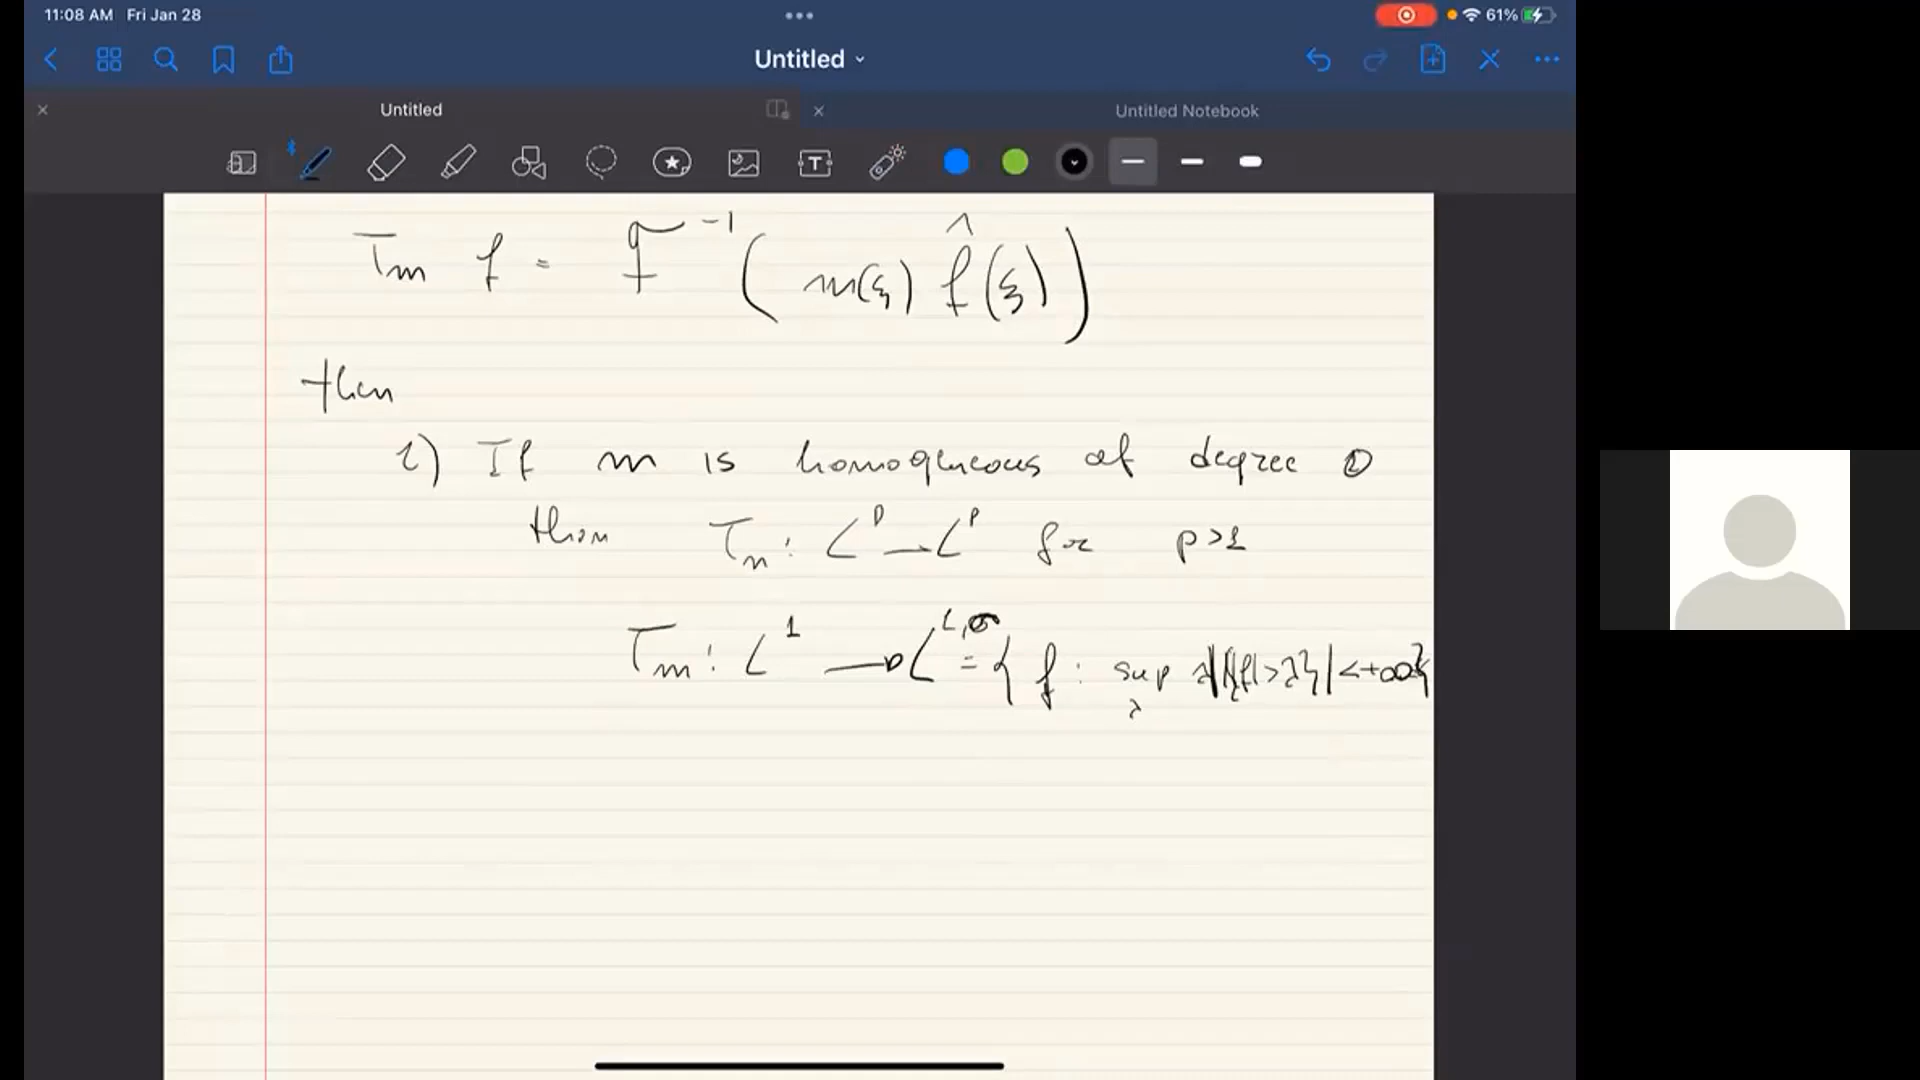 11:08 AM Fri Jan 28
61%
Untitled
Untitled
Untitled Notebook
T_m f = F^{-1} ( m(ξ) f̂(ξ) )
then
1) If m is homogeneous of degree 0
then T_m : L^p → L^p for p>1
T_m : L^1 → L^{1,∞} = { f : sup_λ λ|{|f|>λ}| <+∞}